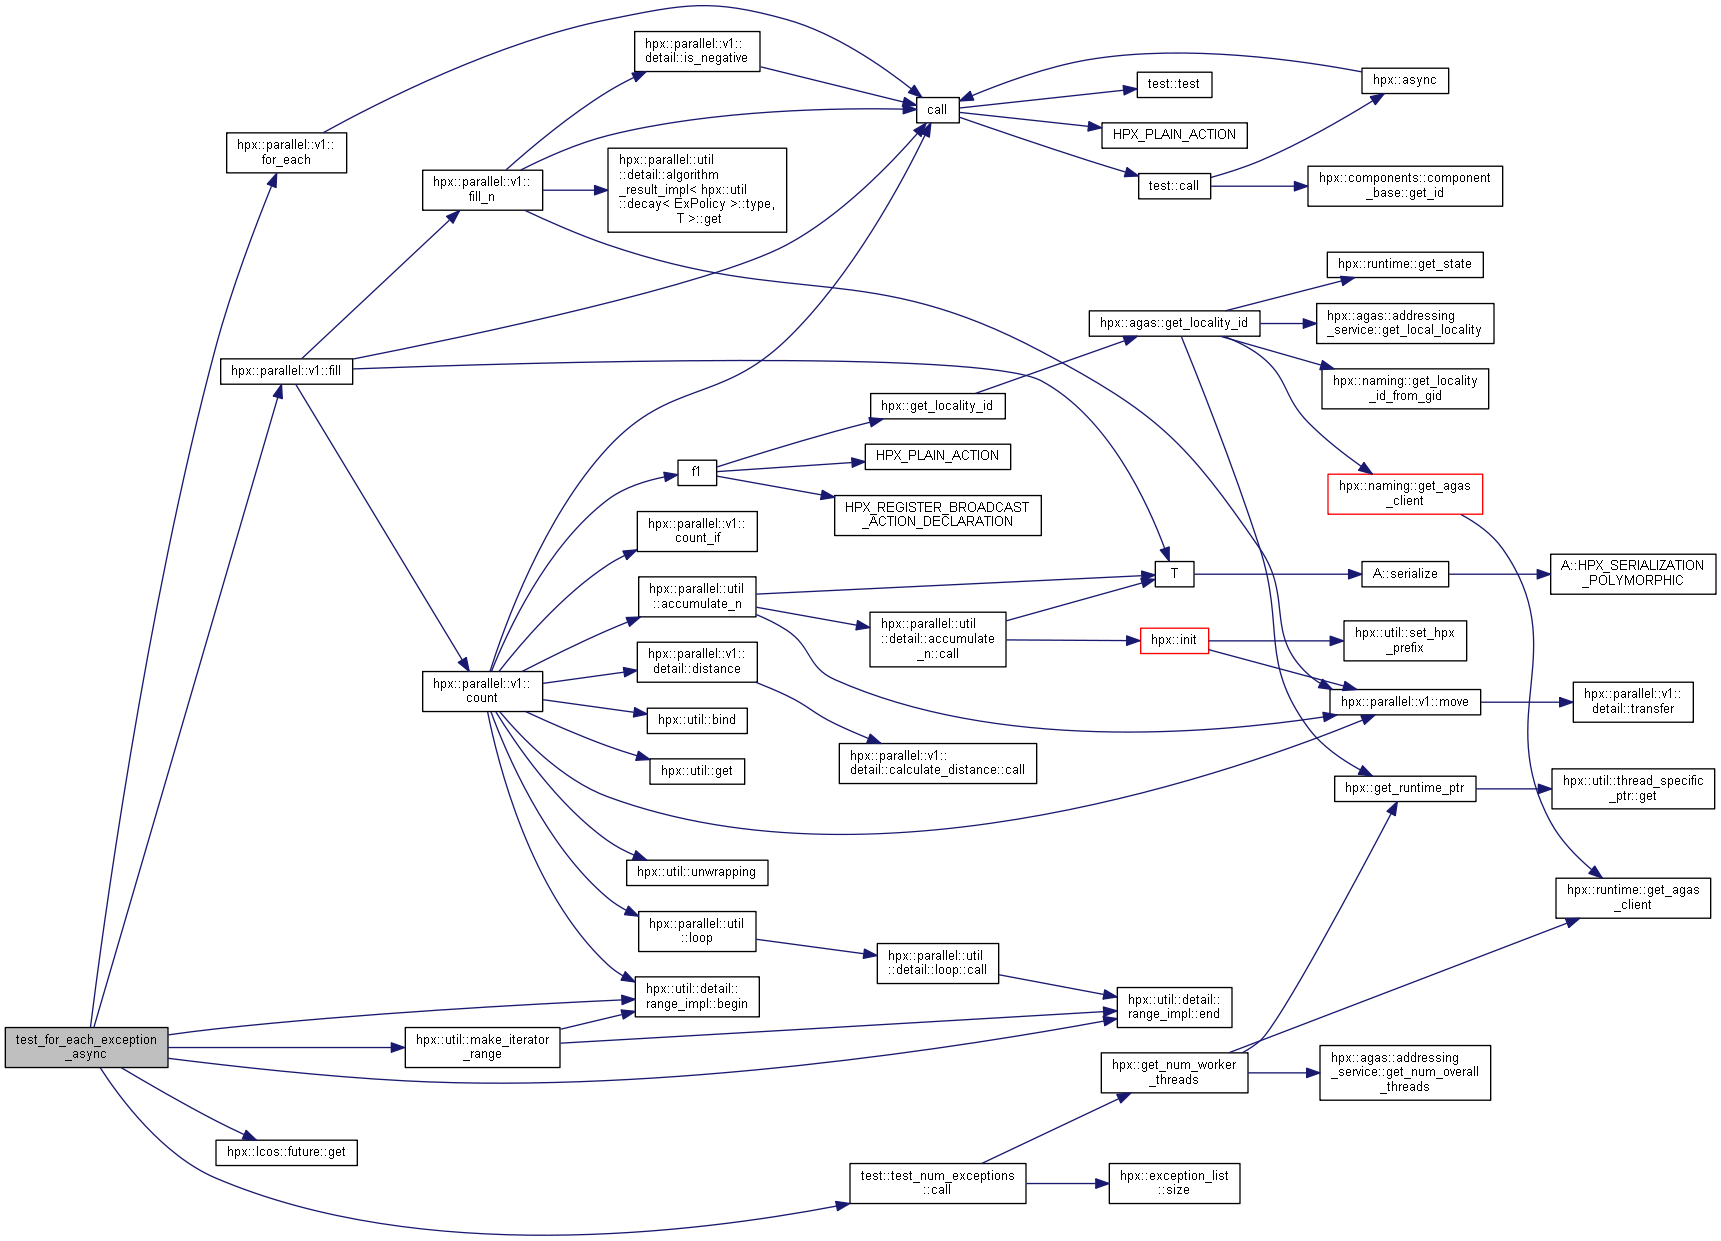 hpx::parallel::v1::
detail::is_negative
hpx::async
test::test
call
HPX_PLAIN_ACTION
hpx::parallel::v1::
for_each
hpx::parallel::util
::detail::algorithm
_result_impl< hpx::util
::decay< ExPolicy >::type,
T >::get
hpx::parallel::v1::
fill_n
test::call
hpx::components::component
_base::get_id
hpx::runtime::get_state
hpx::agas::get_locality_id
hpx::agas::addressing
_service::get_local_locality
hpx::parallel::v1::fill
hpx::naming::get_locality
_id_from_gid
hpx::get_locality_id
HPX_PLAIN_ACTION
f1
hpx::naming::get_agas
_client
HPX_REGISTER_BROADCAST
_ACTION_DECLARATION
hpx::parallel::v1::
count_if
T
A::serialize
A::HPX_SERIALIZATION
_POLYMORPHIC
hpx::parallel::util
::accumulate_n
hpx::parallel::util
::detail::accumulate
_n::call
hpx::init
hpx::util::set_hpx
_prefix
hpx::parallel::v1::
detail::distance
hpx::parallel::v1::
count
hpx::parallel::v1::move
hpx::parallel::v1::
detail::transfer
hpx::util::bind
hpx::util::get
hpx::parallel::v1::
detail::calculate_distance::call
hpx::get_runtime_ptr
hpx::util::thread_specific
_ptr::get
hpx::util::unwrapping
hpx::runtime::get_agas
_client
hpx::parallel::util
::loop
hpx::parallel::util
::detail::loop::call
hpx::util::detail::
range_impl::begin
hpx::util::detail::
range_impl::end
test_for_each_exception
_async
hpx::util::make_iterator
_range
hpx::get_num_worker
_threads
hpx::agas::addressing
_service::get_num_overall
_threads
hpx::lcos::future::get
test::test_num_exceptions
::call
hpx::exception_list
::size